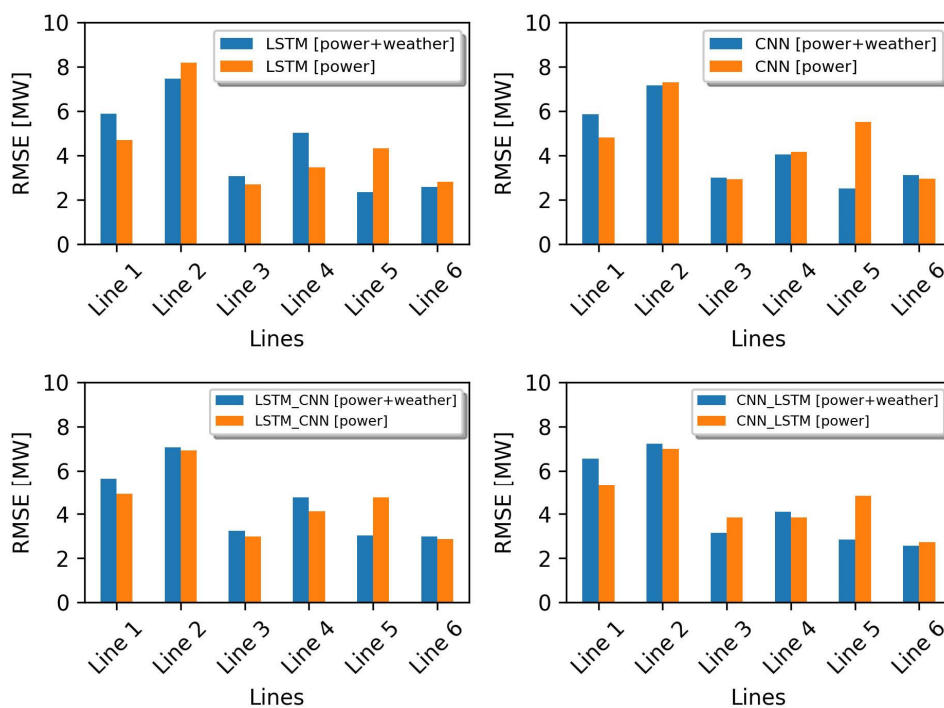 10
8
6
4
2
0
RMSE [MW]
LSTM [power+weather]
LSTM [power]
Line 1
Line 2
Line 3
Line 4
Line 5
Line 6
Lines
10
8
6
4
2
0
RMSE [MW]
CNN [power+weather]
CNN [power]
Line 1
Line 2
Line 3
Line 4
Line 5
Line 6
Lines
10
8
6
4
2
0
RMSE [MW]
LSTM_CNN [power+weather]
LSTM_CNN [power]
Line 1
Line 2
Line 3
Line 4
Line 5
Line 6
Lines
10
8
6
4
2
0
RMSE [MW]
CNN_LSTM [power+weather]
CNN_LSTM [power]
Line 1
Line 2
Line 3
Line 4
Line 5
Line 6
Lines